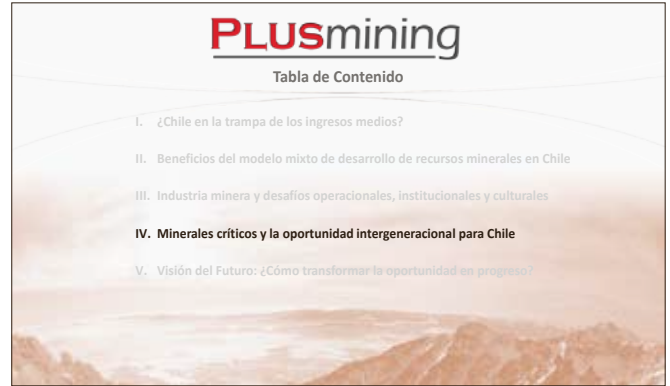 PLUSmining
Tabla de Contenido
I. ¿Chile en la trampa de los ingresos medios?
II. Beneficios del modelo mixto de desarrollo de recursos minerales en Chile
III. Industria minera y desafíos operacionales, institucionales y culturales
IV. Minerales críticos y la oportunidad intergeneracional para Chile
V. Visión del Futuro: ¿Cómo transformar la oportunidad en progreso?